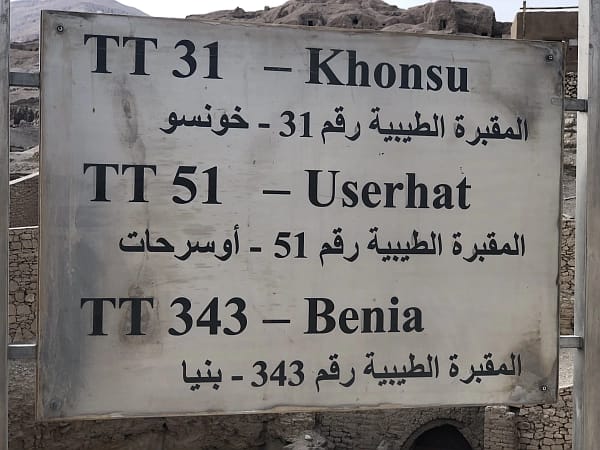 TT 31 – Khonsu
المقبرة الطيبية رقم 31 - خونسو
TT 51 – Userhat
المقبرة الطيبية رقم 51 - أوسرحات
TT 343 – Benia
المقبرة الطيبية رقم 343 - بنيا